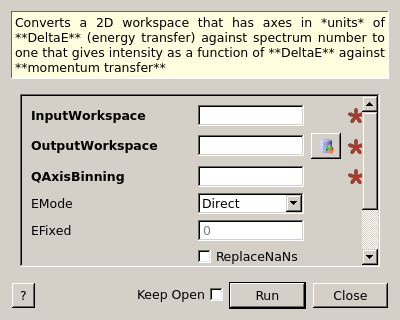 Converts a 2D workspace that has axes in *units* of
**DeltaE** (energy transfer) against spectrum number to
one that gives intensity as a function of **DeltaE** against
**momentum transfer**
InputWorkspace
OutputWorkspace
QAxisBinning
EMode Direct
EFixed 0
ReplaceNaNs
? Keep Open Run Close